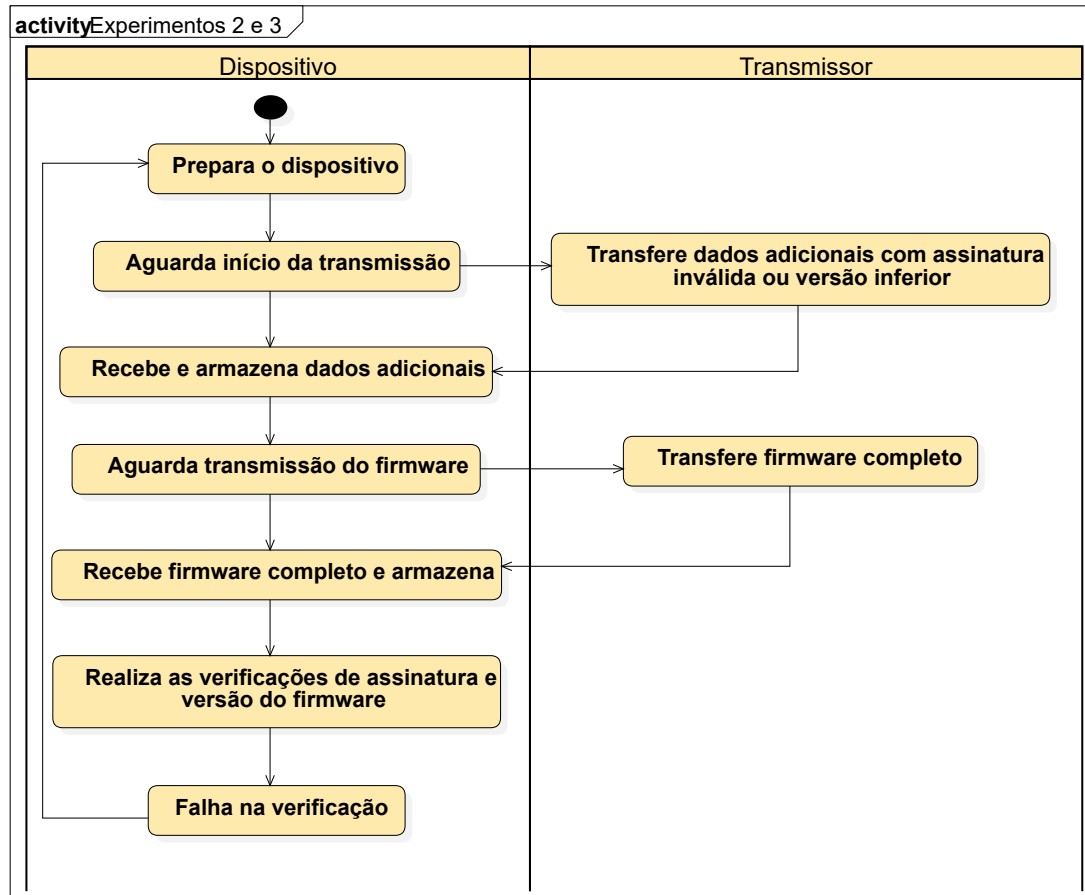 activity Experimentos 2 e 3
Dispositivo
Transmissor
Prepara o dispositivo
Aguarda início da transmissão
Transfere dados adicionais com assinatura
inválida ou versão inferior
Recebe e armazena dados adicionais
Aguarda transmissão do firmware
Transfere firmware completo
Recebe firmware completo e armazena
Realiza as verificações de assinatura e
versão do firmware
Falha na verificação